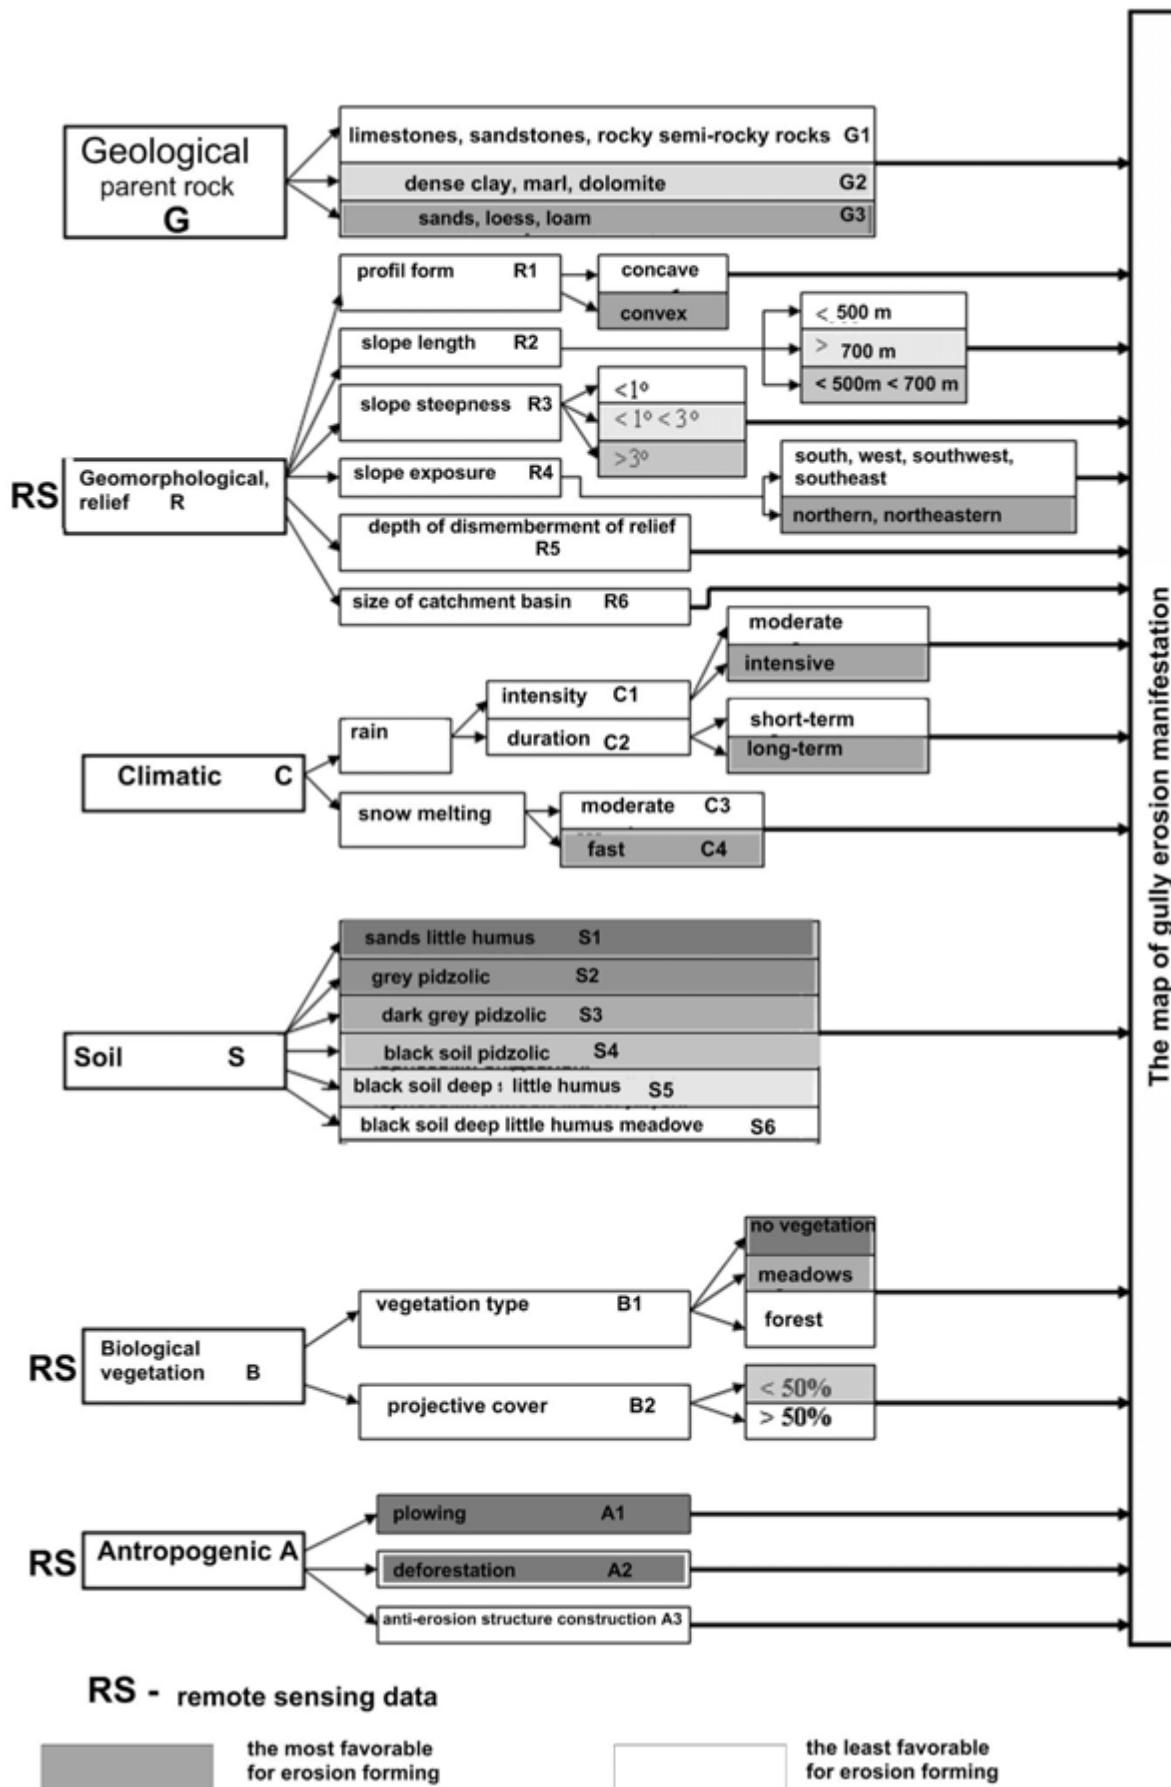 Geological
parent rock
G
limestones, sandstones, rocky semi-rocky rocks G1
dense clay, marl, dolomite G2
sands, loess, loam G3
RS
Geomorphological,
relief R
profil form R1
concave
convex
slope length R2
< 500 m
> 700 m
< 500m < 700 m
slope steepness R3
<1°
<1° <3°
>3°
slope exposure R4
south, west, southwest,
southeast
northern, northeastern
depth of dismemberment of relief
R5
size of catchment basin R6
Climatic C
rain
intensity C1
moderate
intensive
duration C2
short-term
long-term
snow melting
moderate C3
fast C4
Soil S
sands little humus S1
grey pidzolic S2
dark grey pidzolic S3
black soil pidzolic S4
black soil deep : little humus S5
black soil deep little humus meadove S6
RS
Biological
vegetation B
vegetation type B1
no vegetation
meadows
forest
projective cover B2
< 50%
> 50%
RS
Antropogenic A
plowing A1
deforestation A2
anti-erosion structure construction A3
The map of gully erosion manifestation
RS - remote sensing data
the most favorable
for erosion forming
the least favorable
for erosion forming